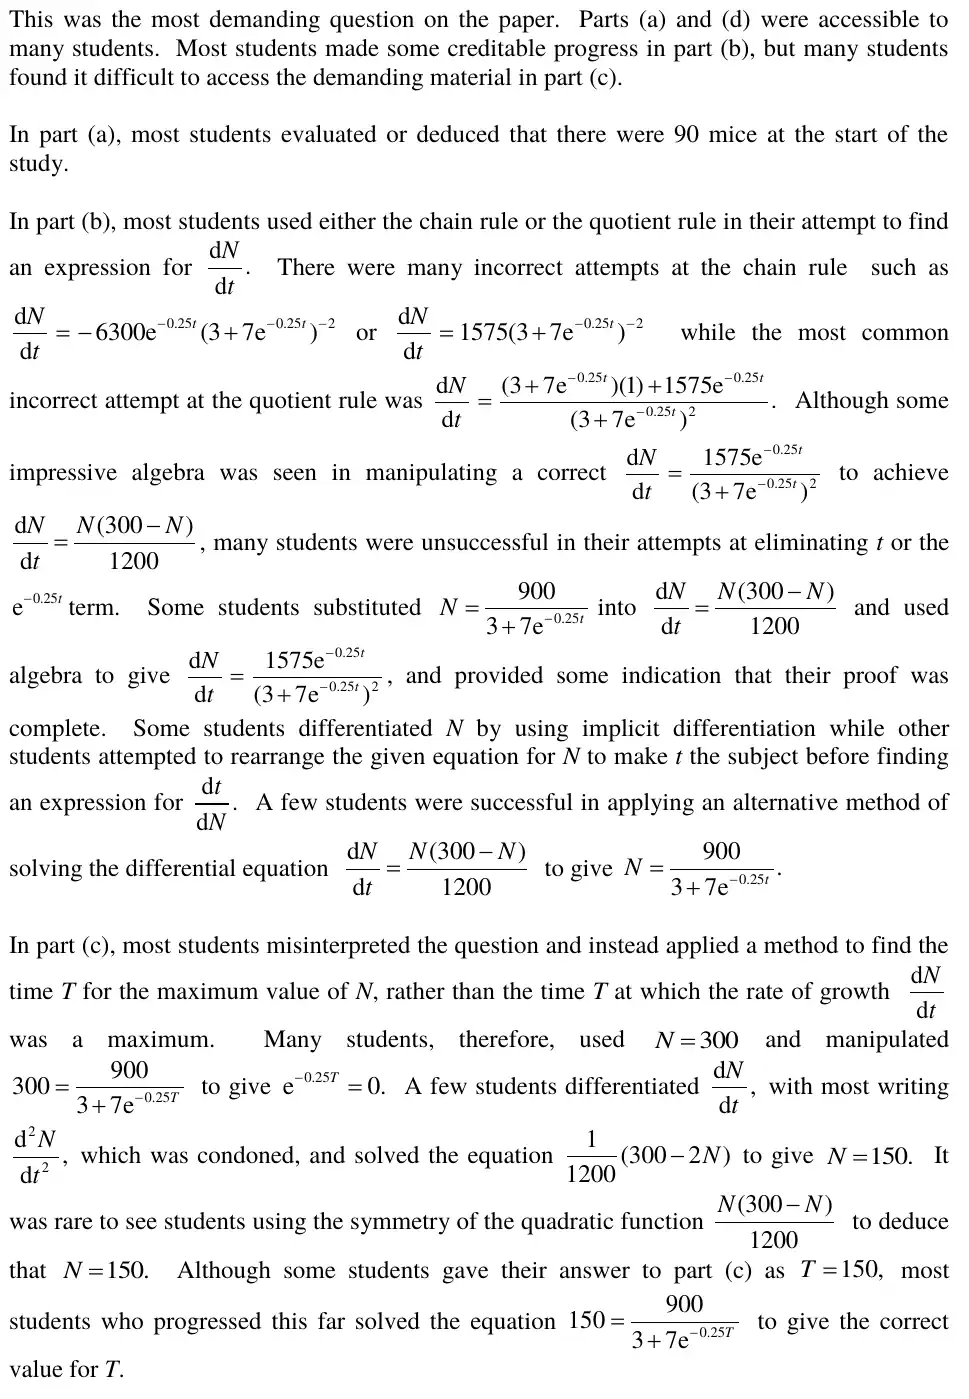 This was the most demanding question on the paper. Parts (a) and (d) were accessible to
many students. Most students made some creditable progress in part (b), but many students
found it difficult to access the demanding material in part (c).
In part (a), most students evaluated or deduced that there were 90 mice at the start of the
study.
In part (b), most students used either the chain rule or the quotient rule in their attempt to find
an expression for dN/dt. There were many incorrect attempts at the chain rule such as
dN/dt = −6300e^(−0.25t)(3 + 7e^(−0.25t))^(−2) or dN/dt = 1575(3 + 7e^(−0.25t))^(−2) while the most common
incorrect attempt at the quotient rule was dN/dt = ((3 + 7e^(−0.25t))(1) + 1575e^(−0.25t))/(3 + 7e^(−0.25t))^2. Although some
impressive algebra was seen in manipulating a correct dN/dt = 1575e^(−0.25t)/(3 + 7e^(−0.25t))^2 to achieve
dN/dt = N(300 − N)/1200, many students were unsuccessful in their attempts at eliminating t or the
e^(−0.25t) term. Some students substituted N = 900/(3 + 7e^(−0.25t)) into dN/dt = N(300 − N)/1200 and used
algebra to give dN/dt = 1575e^(−0.25t)/(3 + 7e^(−0.25t))^2, and provided some indication that their proof was
complete. Some students differentiated N by using implicit differentiation while other
students attempted to rearrange the given equation for N to make t the subject before finding
an expression for dt/dN. A few students were successful in applying an alternative method of
solving the differential equation dN/dt = N(300 − N)/1200 to give N = 900/(3 + 7e^(−0.25t)).
In part (c), most students misinterpreted the question and instead applied a method to find the
time T for the maximum value of N, rather than the time T at which the rate of growth dN/dt
was a maximum. Many students, therefore, used N = 300 and manipulated
300 = 900/(3 + 7e^(−0.25T)) to give e^(−0.25T) = 0. A few students differentiated dN/dt, with most writing
d²N/dt², which was condoned, and solved the equation 1/1200 (300 − 2N) to give N = 150. It
was rare to see students using the symmetry of the quadratic function N(300 − N)/1200 to deduce
that N = 150. Although some students gave their answer to part (c) as T = 150, most
students who progressed this far solved the equation 150 = 900/(3 + 7e^(−0.25T)) to give the correct
value for T.